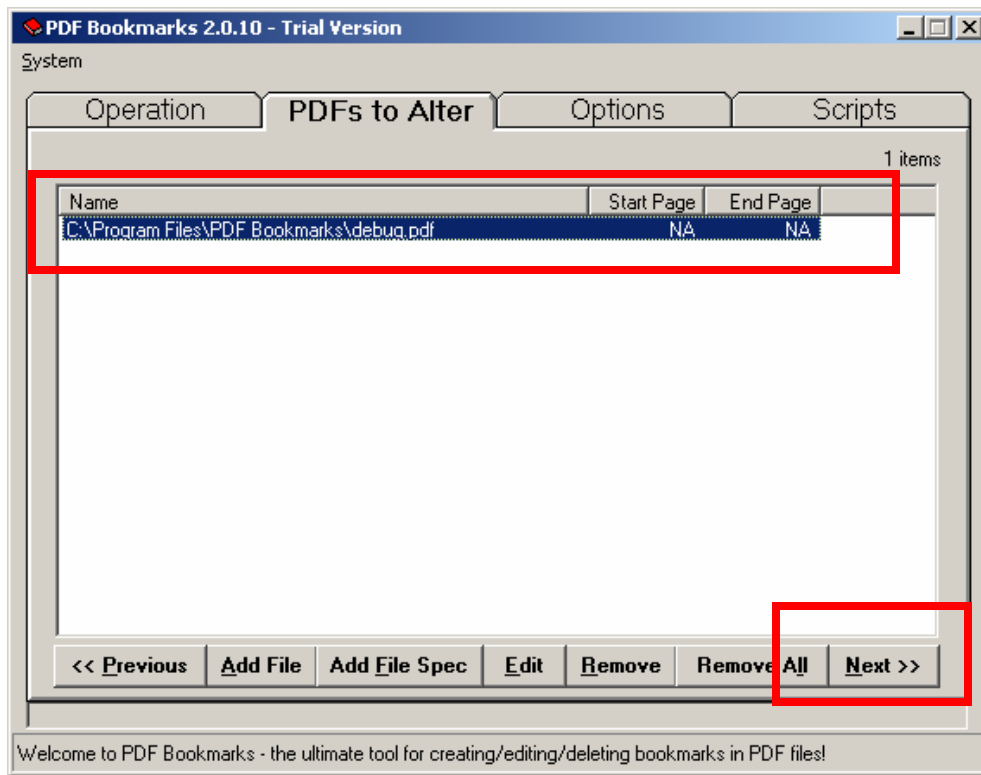 PDF Bookmarks 2.0.10 - Trial Version
System
Operation PDFs to Alter Options Scripts
1 items
Name Start Page End Page
C:\Program Files\PDF Bookmarks\debug.pdf NA NA
<< Previous Add File Add File Spec Edit Remove Remove All Next >>
Welcome to PDF Bookmarks - the ultimate tool for creating/editing/deleting bookmarks in PDF files!